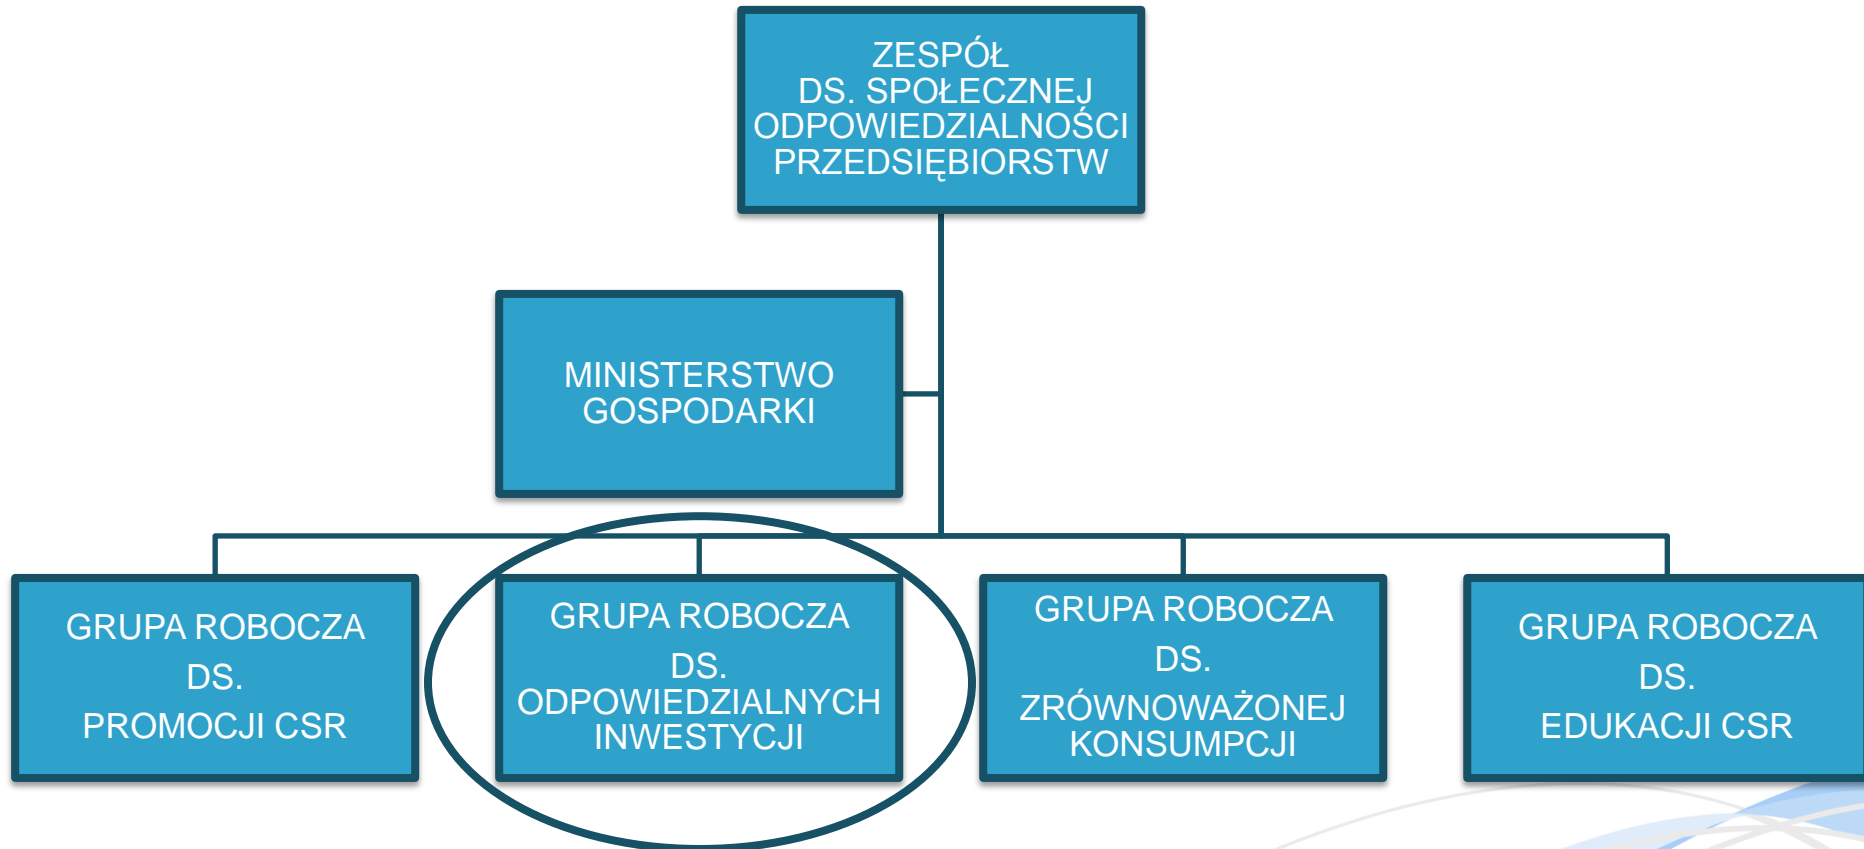 ZESPÓŁ
DS. SPOŁECZNEJ
ODPOWIEDZIALNOŚCI
PRZEDSIĘBIORSTW
MINISTERSTWO
GOSPODARKI
GRUPA ROBOCZA
DS.
PROMOCJI CSR
GRUPA ROBOCZA
DS.
ODPOWIEDZIALNYCH
INWESTYCJI
GRUPA ROBOCZA
DS.
ZRÓWNOWAŻONEJ
KONSUMPCJI
GRUPA ROBOCZA
DS.
EDUKACJI CSR